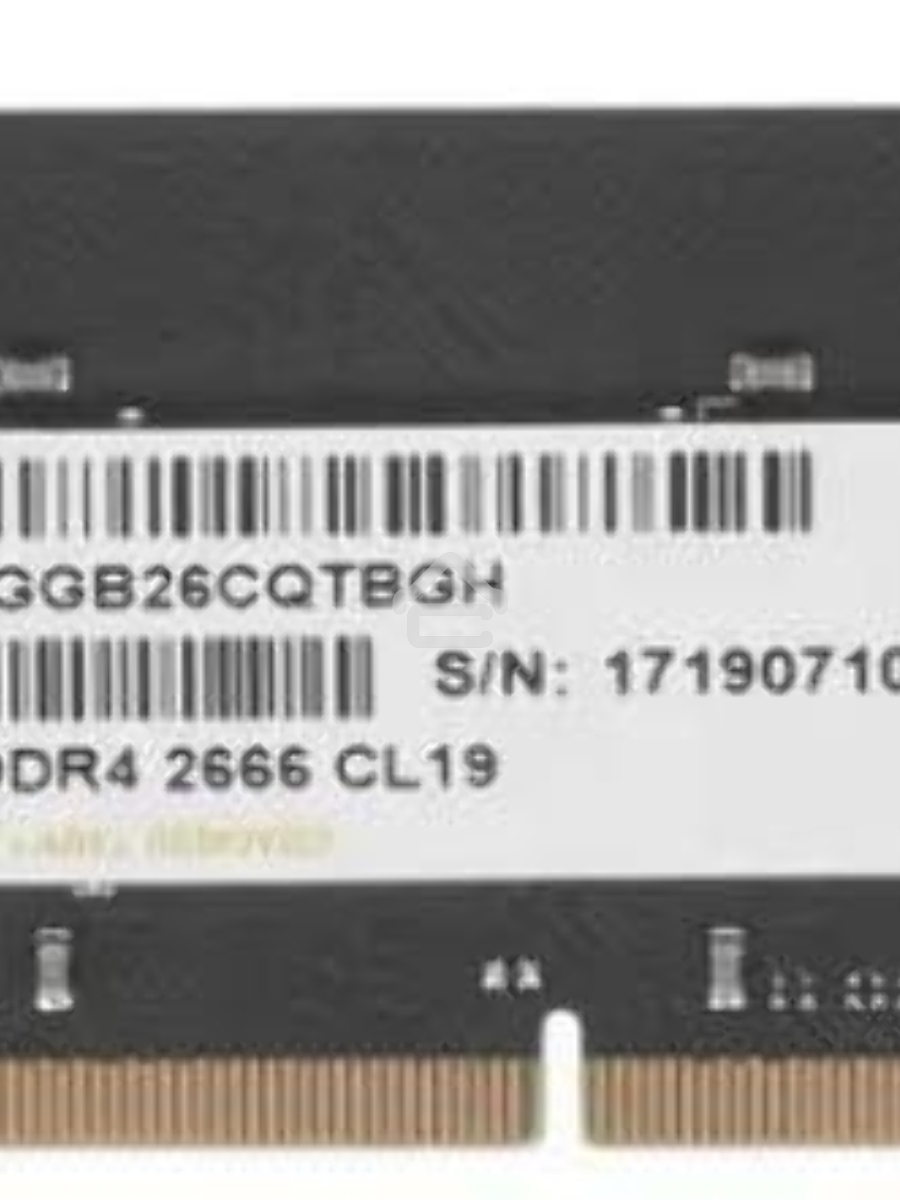 GGB26CQTBGH
S/N: 17190710
DDR4 2666 CL19